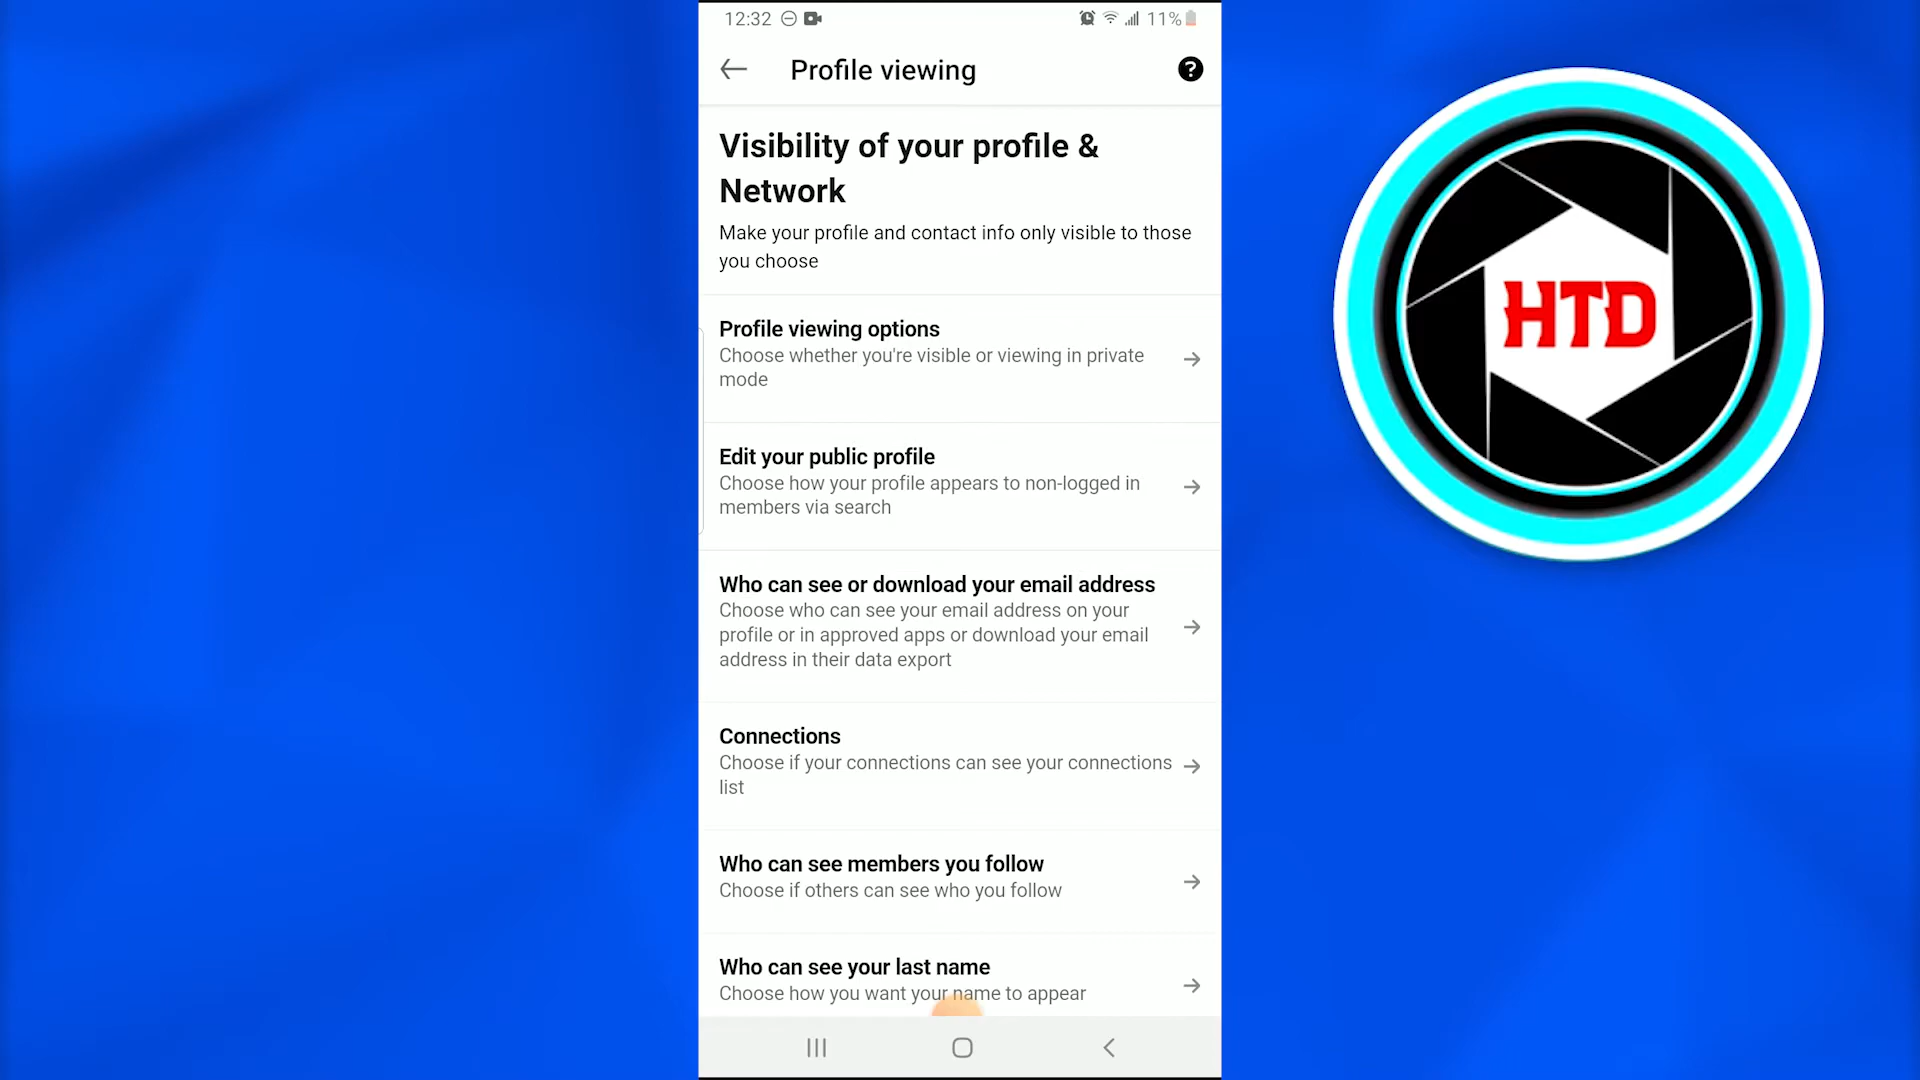 12:32
11%
Profile viewing
?
Visibility of your profile &
Network
Make your profile and contact info only visible to those
you choose
Profile viewing options
Choose whether you're visible or viewing in private
mode
Edit your public profile
Choose how your profile appears to non-logged in
members via search
Who can see or download your email address
Choose who can see your email address on your
profile or in approved apps or download your email
address in their data export
Connections
Choose if your connections can see your connections
list
Who can see members you follow
Choose if others can see who you follow
Who can see your last name
Choose how you want your name to appear
HTD